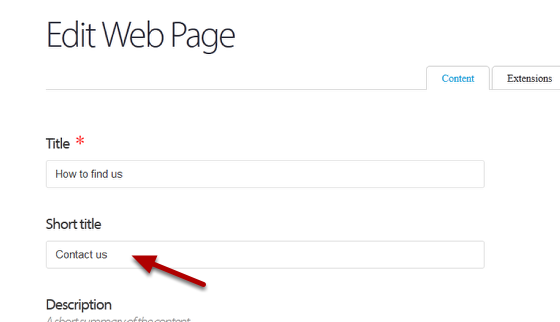 Edit Web Page
Content
Extensions
Title *
How to find us
Short title
Contact us
Description
A short summary of the content